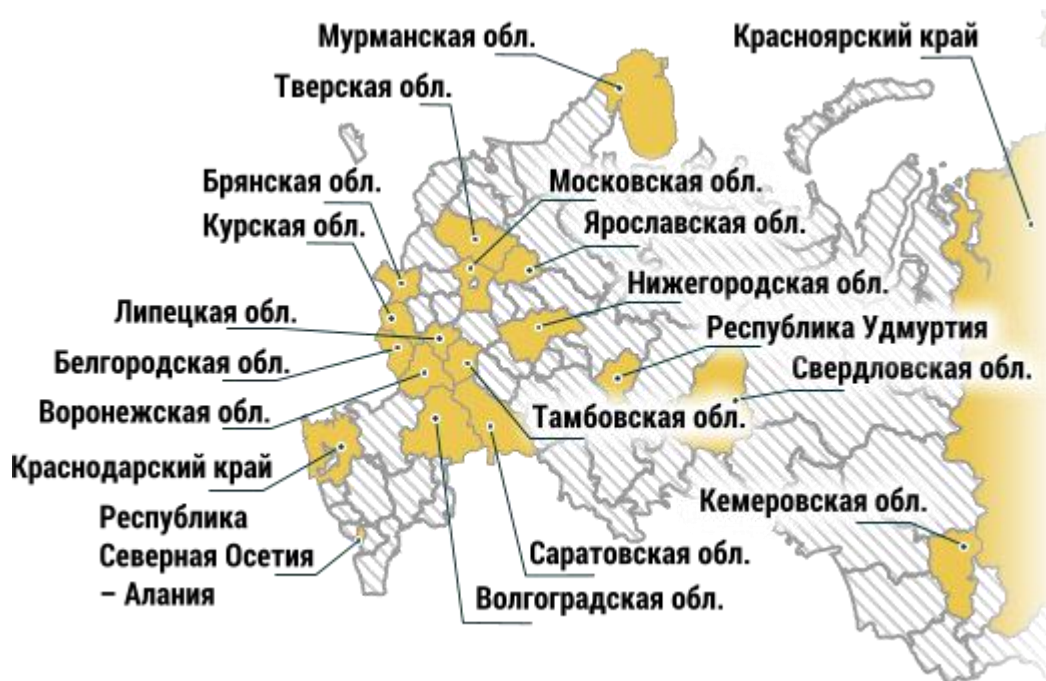 Мурманская обл.
Красноярский край
Тверская обл.
Брянская обл.
Московская обл.
Курская обл.
Ярославская обл.
Нижегородская обл.
Липецкая обл.
Республика Удмуртия
Белгородская обл.
Свердловская обл.
Воронежская обл.
Тамбовская обл.
Краснодарский край
Кемеровская обл.
Республика
Северная Осетия
– Алания
Саратовская обл.
Волгоградская обл.